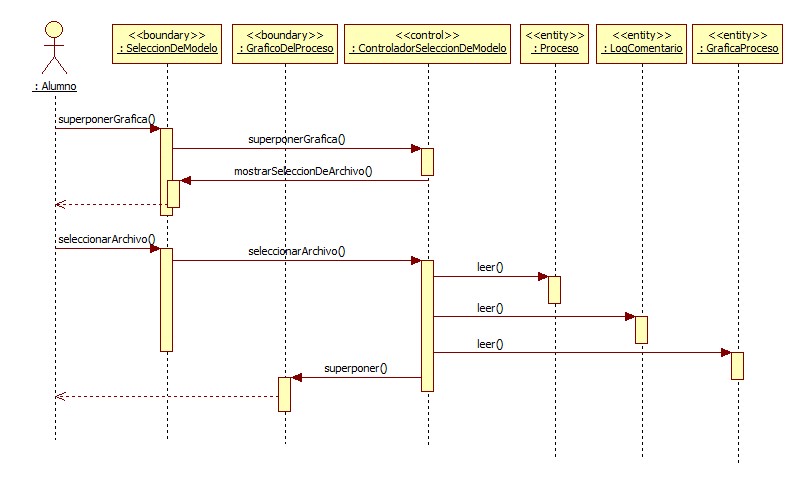 <<boundary>>
: SeleccionDeModelo
<<boundary>>
: GraficoDelProceso
<<control>>
: ControladorSeleccionDeModelo
<<entity>>
: Proceso
<<entity>>
: LogComentario
<<entity>>
: GraficaProceso
: Alumno
superponerGrafica()
superponerGrafica()
mostrarSeleccionDeArchivo()
seleccionarArchivo()
seleccionarArchivo()
leer()
leer()
leer()
superponer()